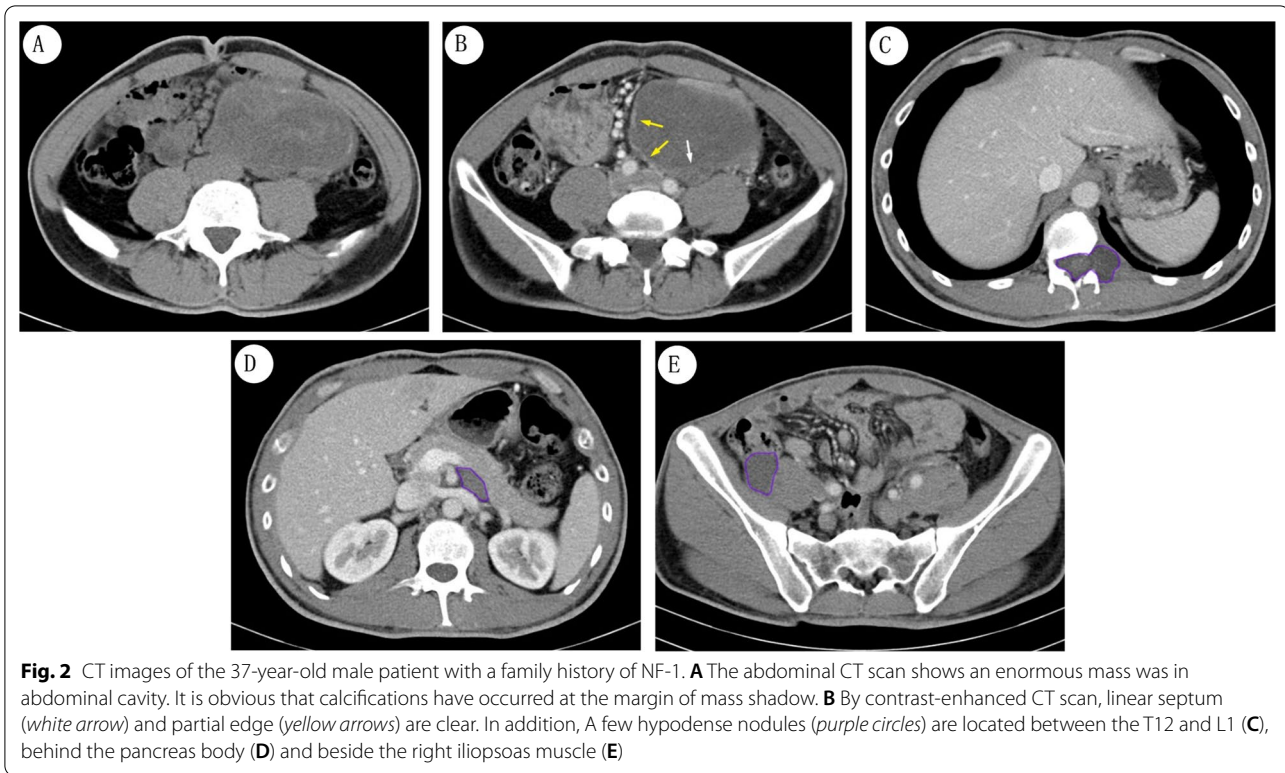 A
B
C
D
E
Fig. 2 CT images of the 37-year-old male patient with a family history of NF-1. A The abdominal CT scan shows an enormous mass was in
abdominal cavity. It is obvious that calcifications have occurred at the margin of mass shadow. B By contrast-enhanced CT scan, linear septum
(white arrow) and partial edge (yellow arrows) are clear. In addition, A few hypodense nodules (purple circles) are located between the T12 and L1 (C),
behind the pancreas body (D) and beside the right iliopsoas muscle (E)